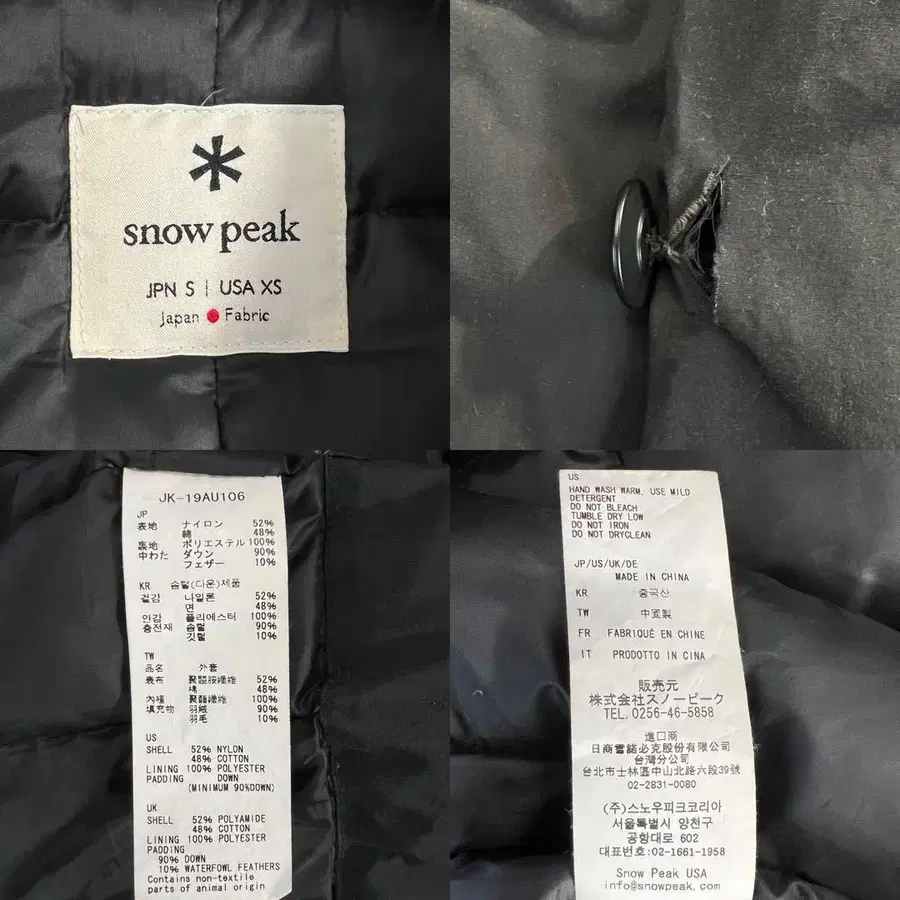 snow peak
JPN S | USA XS
Japan ● Fabric
JK-19AU106
JP
表地 ナイロン 52%
綿 48%
裏地 ポリエステル 100%
中わた ダウン 90%
フェザー 10%
KR 솜털(다운)제품
겉감 나일론 52%
면 48%
안감 폴리에스터 100%
충전재 솜털 90%
깃털 10%
TW
品名 外套
表布 聚醯胺纖維 52%
棉 48%
內裡 聚酯纖維 100%
填充物 羽絨 90%
羽毛 10%
US
SHELL 52% NYLON
48% COTTON
LINING 100% POLYESTER
PADDING DOWN
(MINIMUM 90%DOWN)
UK
SHELL 52% POLYAMIDE
48% COTTON
LINING 100% POLYESTER
PADDING
90% DOWN
10% WATERFOWL FEATHERS
Contains non-textile
parts of animal origin
US
HAND WASH WARM, USE MILD
DETERGENT
DO NOT BLEACH
TUMBLE DRY LOW
DO NOT IRON
DO NOT DRYCLEAN
JP/US/UK/DE
MADE IN CHINA
KR 중국산
TW 中國製
FR FABRIQUÉ EN CHINE
IT PRODOTTO IN CINA
販売元
株式会社スノーピーク
TEL.0256-46-5858
進口商
日商雪諾必克股份有限公司
台灣分公司
台北市士林區中山北路六段39號
02-2831-0080
(주)스노우피크코리아
서울특별시 양천구
공항대로 602
대표번호:02-1661-1958
Snow Peak USA
info@snowpeak.com